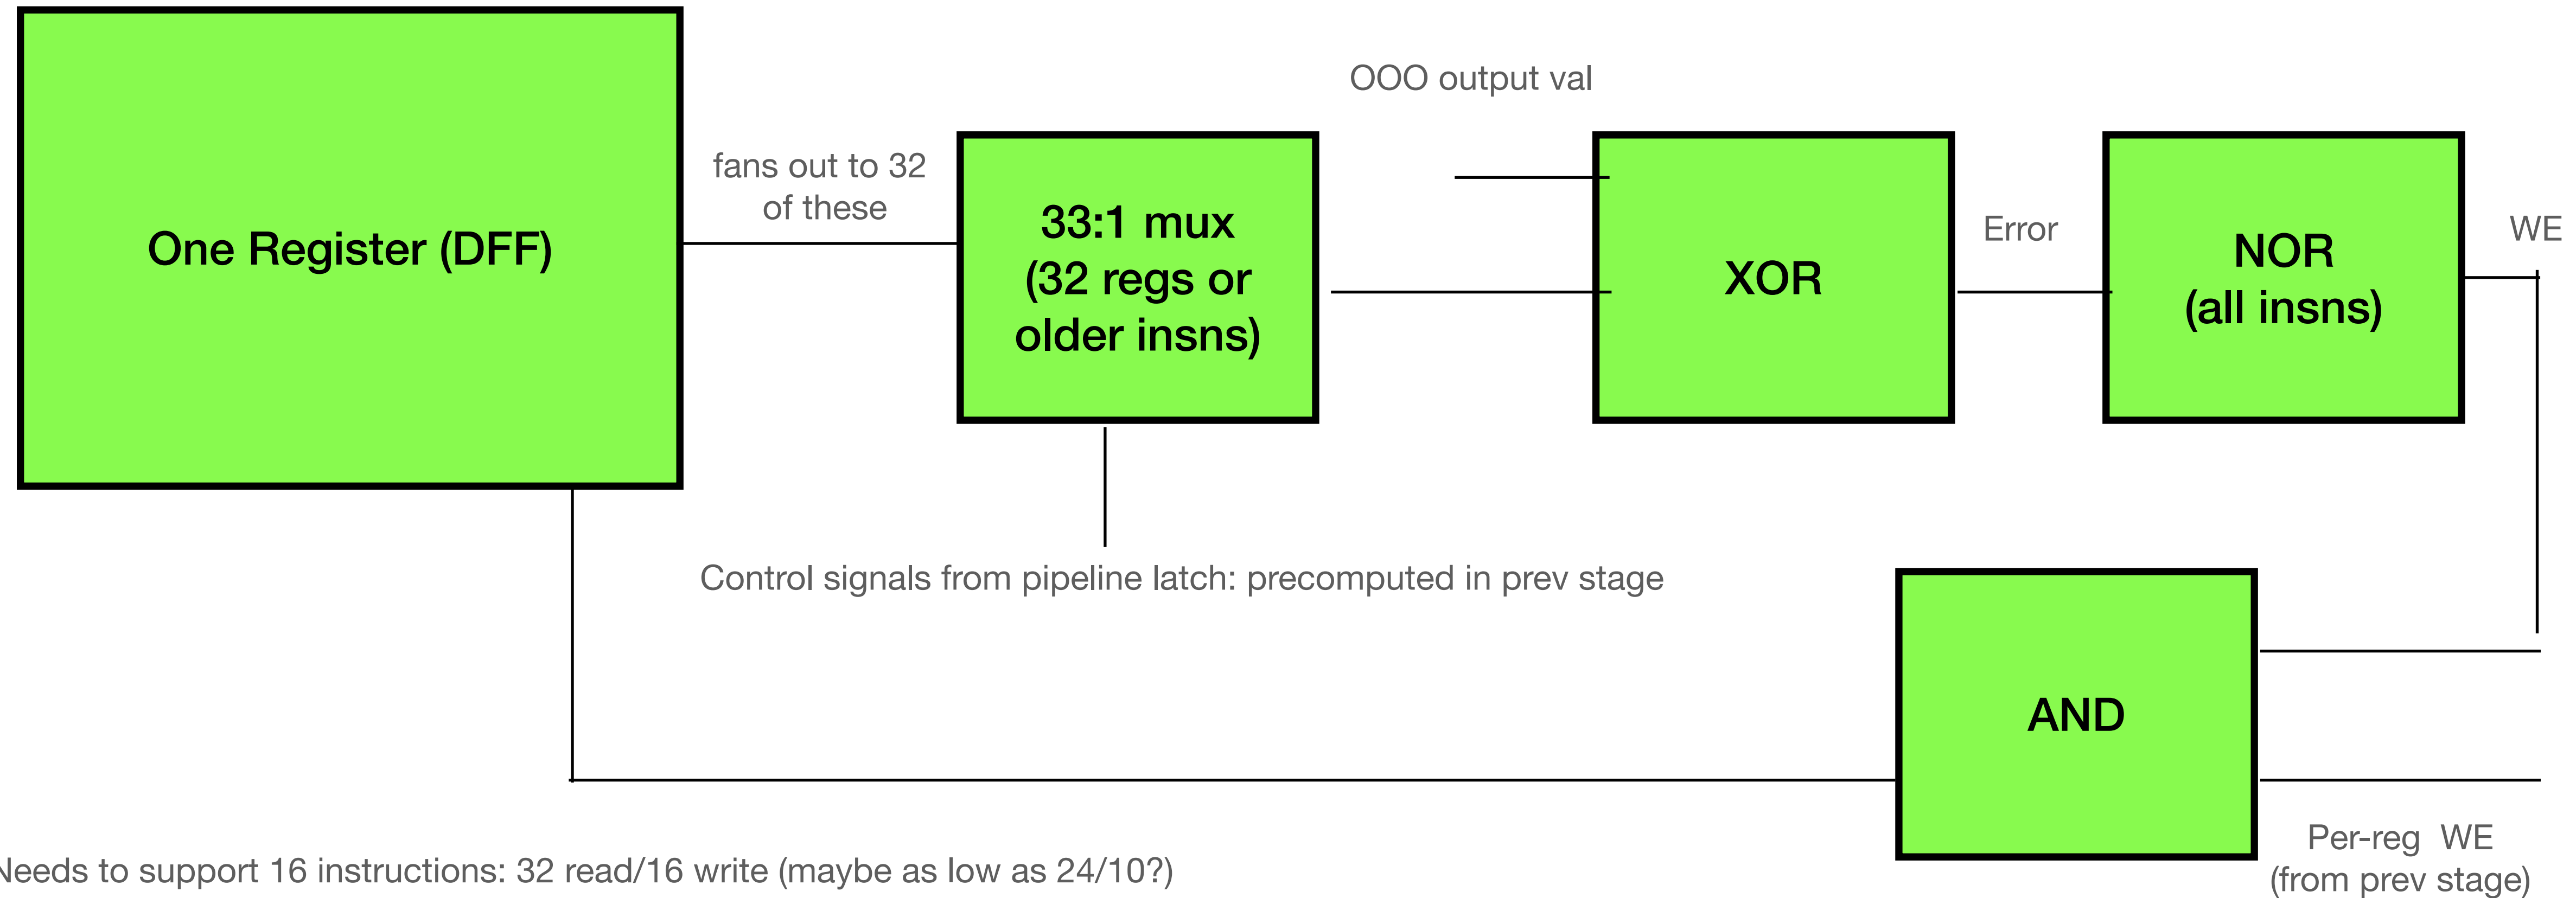 OOO output val
fans out to 32
of these
One Register (DFF)
33:1 mux
(32 regs or
older insns)
XOR
Error
NOR
(all insns)
WE
Control signals from pipeline latch: precomputed in prev stage
AND
Per-reg WE
(from prev stage)
Needs to support 16 instructions: 32 read/16 write (maybe as low as 24/10?)